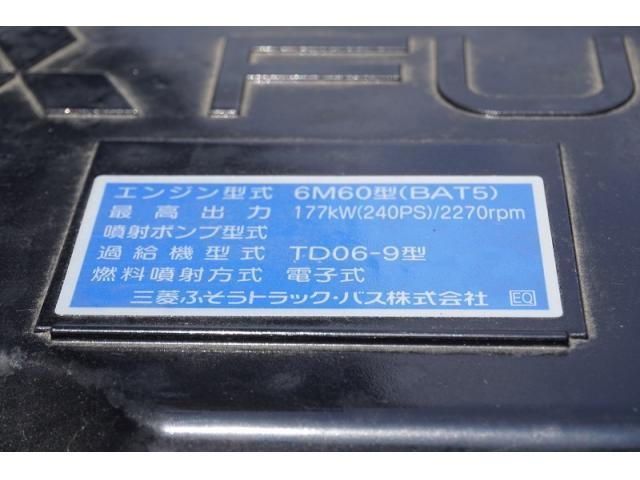 FU
エンジン型式 6M60型(BAT5)
最高出力 177kW(240PS)/2270rpm
噴射ポンプ型式
過給機型式 TD06-9型
燃料噴射方式 電子式
三菱ふそうトラック・バス株式会社 EQ